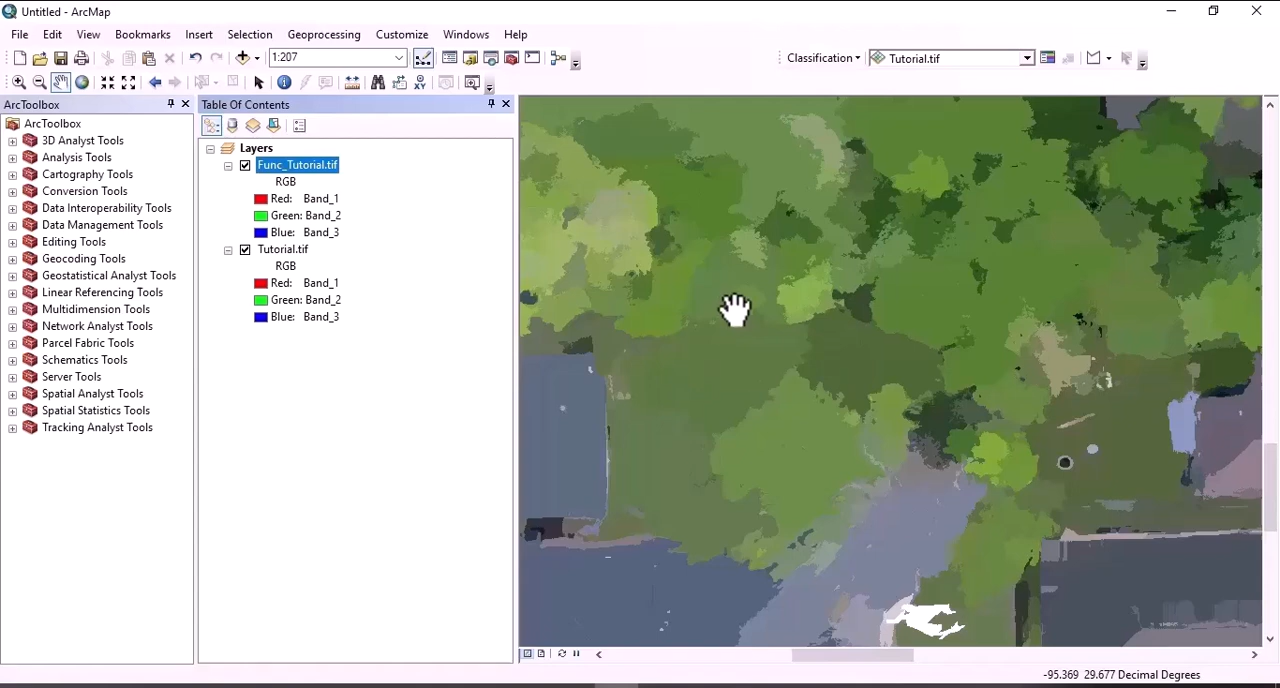 Untitled - ArcMap
File Edit View Bookmarks Insert Selection Geoprocessing Customize Windows Help
1:207
Classification Tutorial.tif
ArcToolbox
ArcToolbox
3D Analyst Tools
Analysis Tools
Cartography Tools
Conversion Tools
Data Interoperability Tools
Data Management Tools
Editing Tools
Geocoding Tools
Geostatistical Analyst Tools
Linear Referencing Tools
Multidimension Tools
Network Analyst Tools
Parcel Fabric Tools
Schematics Tools
Server Tools
Spatial Analyst Tools
Spatial Statistics Tools
Tracking Analyst Tools
Table Of Contents
Layers
Func_Tutorial.tif
RGB
Red: Band_1
Green: Band_2
Blue: Band_3
Tutorial.tif
RGB
Red: Band_1
Green: Band_2
Blue: Band_3
-95.369 29.677 Decimal Degrees